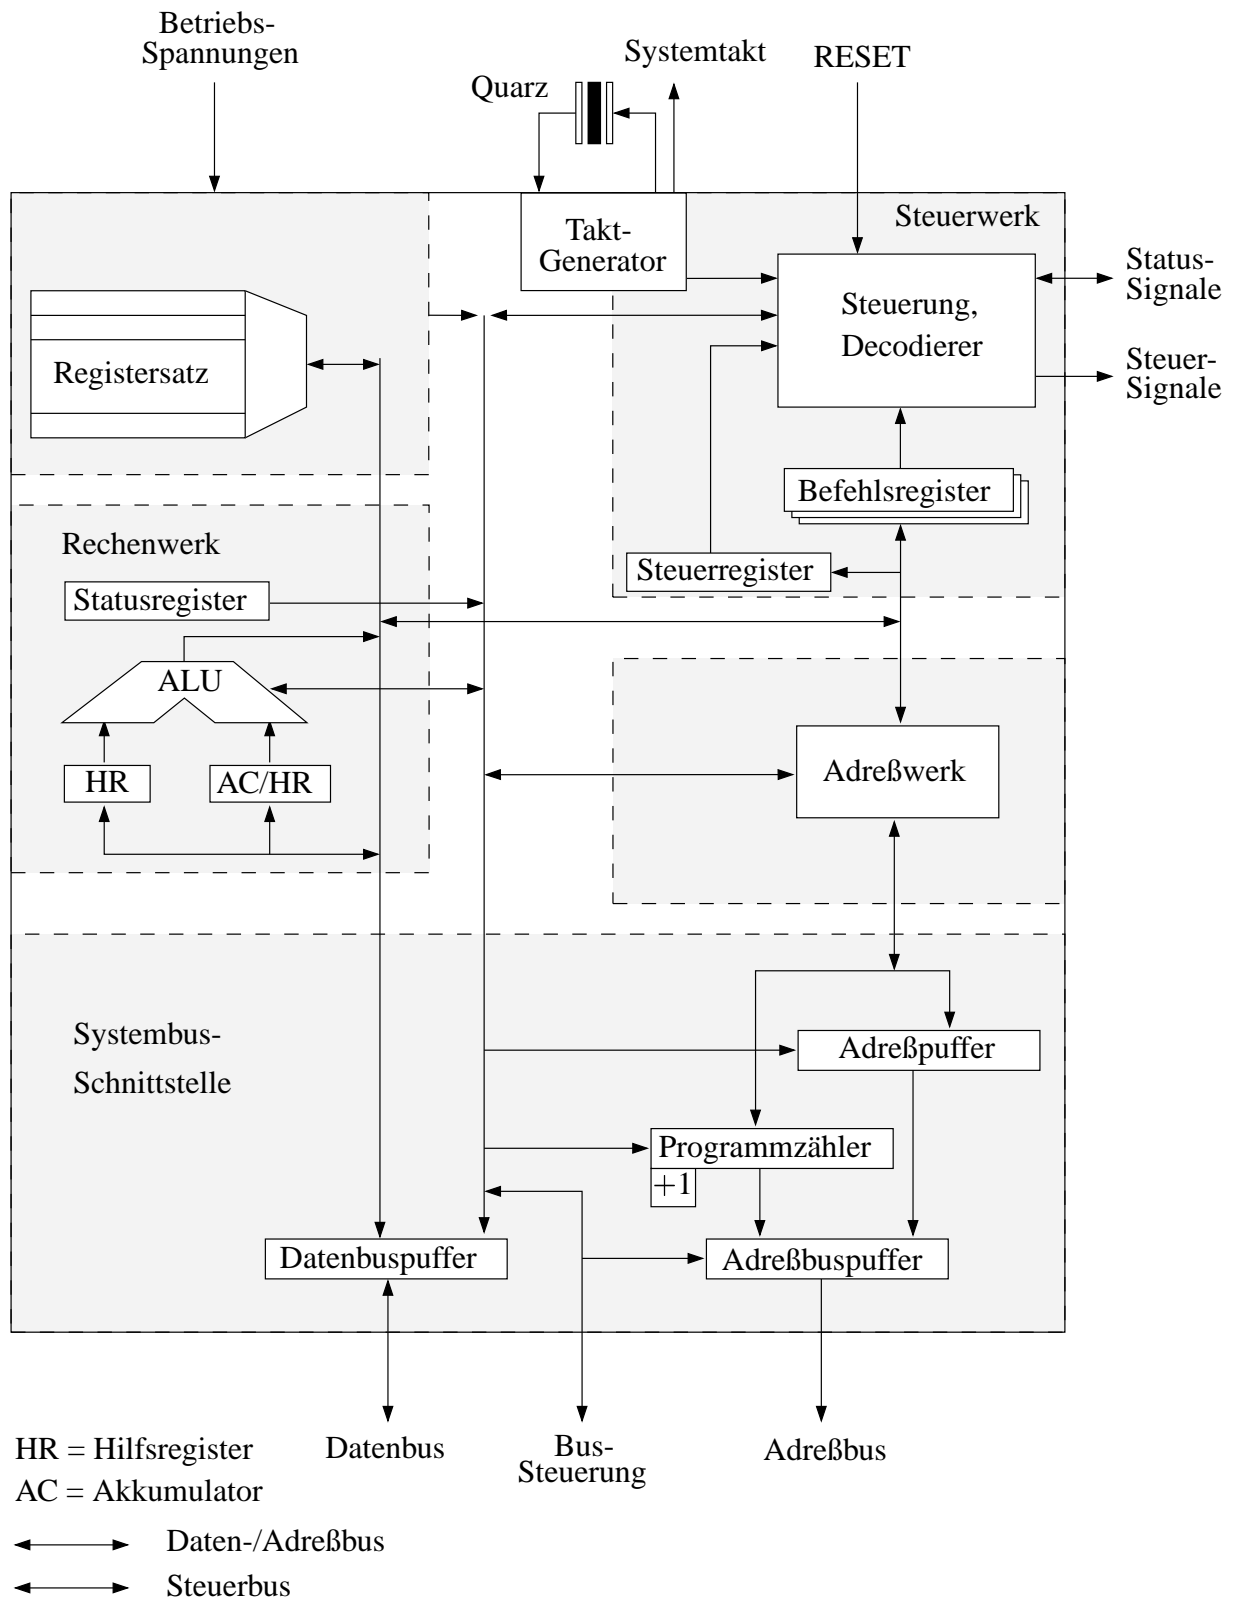 Betriebs-
Spannungen
Quarz
Systemtakt
RESET
Takt-
Generator
Steuerwerk
Status-
Signale
Steuerung,
Decodierer
Steuer-
Signale
Registersatz
Befehlsregister
Steuerregister
Rechenwerk
Statusregister
ALU
HR
AC/HR
Adreßwerk
Systembus-
Schnittstelle
Adreßpuffer
Programmzähler
+1
Datenbuspuffer
Adreßbuspuffer
Datenbus
Bus-
Steuerung
Adreßbus
HR = Hilfsregister
AC = Akkumulator
Daten-/Adreßbus
Steuerbus